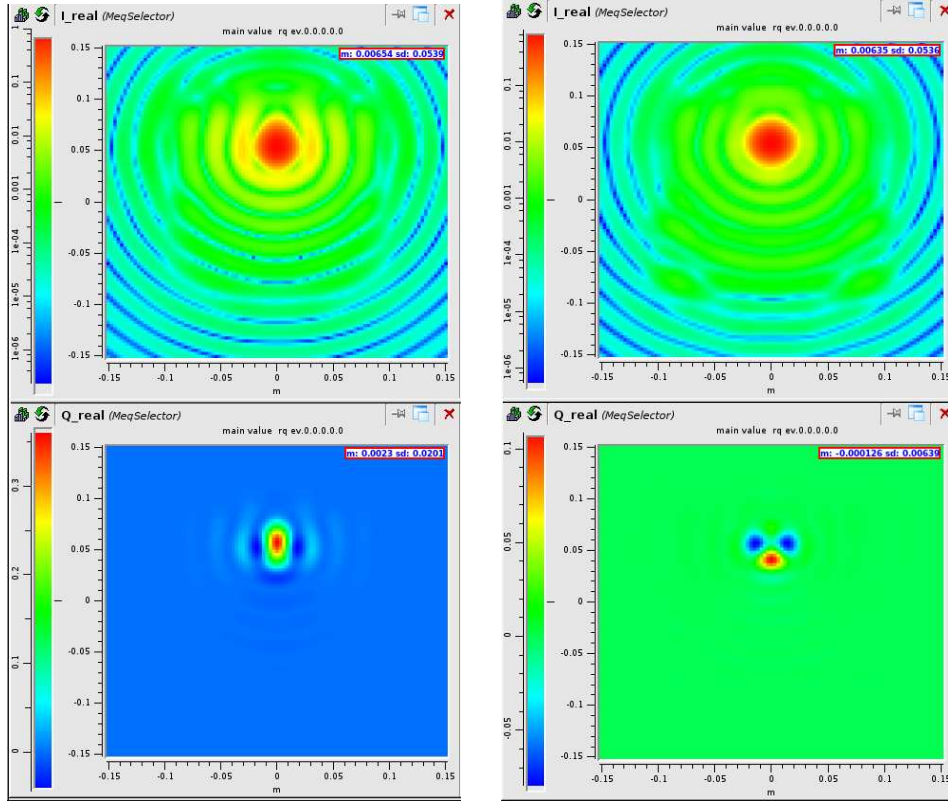 I_real (MeqSelector)
main value rq ev.0.0.0.0.0
m: 0.00654 sd: 0.0539
1
0.1
0.01
0.001
1e-04
1e-05
1e-06
0.15
0.1
0.05
0
-0.05
-0.1
-0.15
-0.15 -0.1 -0.05 0 0.05 0.1 0.15
m
I_real (MeqSelector)
main value rq ev.0.0.0.0.0
m: 0.00635 sd: 0.0536
0.1
0.01
0.001
1e-04
1e-05
1e-06
0.15
0.1
0.05
0
-0.05
-0.1
-0.15
-0.15 -0.1 -0.05 0 0.05 0.1 0.15
m
Q_real (MeqSelector)
main value rq ev.0.0.0.0.0
m: 0.0023 sd: 0.0201
0.3
0.2
0.1
0
0.15
0.1
0.05
0
-0.05
-0.1
-0.15
-0.15 -0.1 -0.05 0 0.05 0.1 0.15
m
Q_real (MeqSelector)
main value rq ev.0.0.0.0.0
m: -0.000126 sd: 0.00639
0.1
0.05
0
-0.05
0.15
0.1
0.05
0
-0.05
-0.1
-0.15
-0.15 -0.1 -0.05 0 0.05 0.1 0.15
m